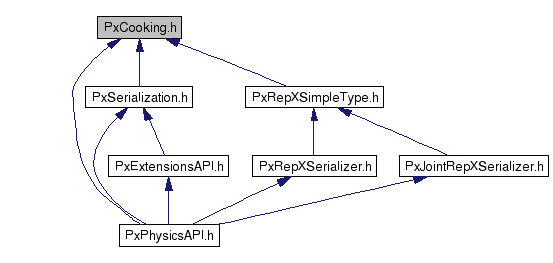 PxCooking.h
PxSerialization.h
PxRepXSimpleType.h
PxExtensionsAPI.h
PxRepXSerializer.h
PxJointRepXSerializer.h
PxPhysicsAPI.h